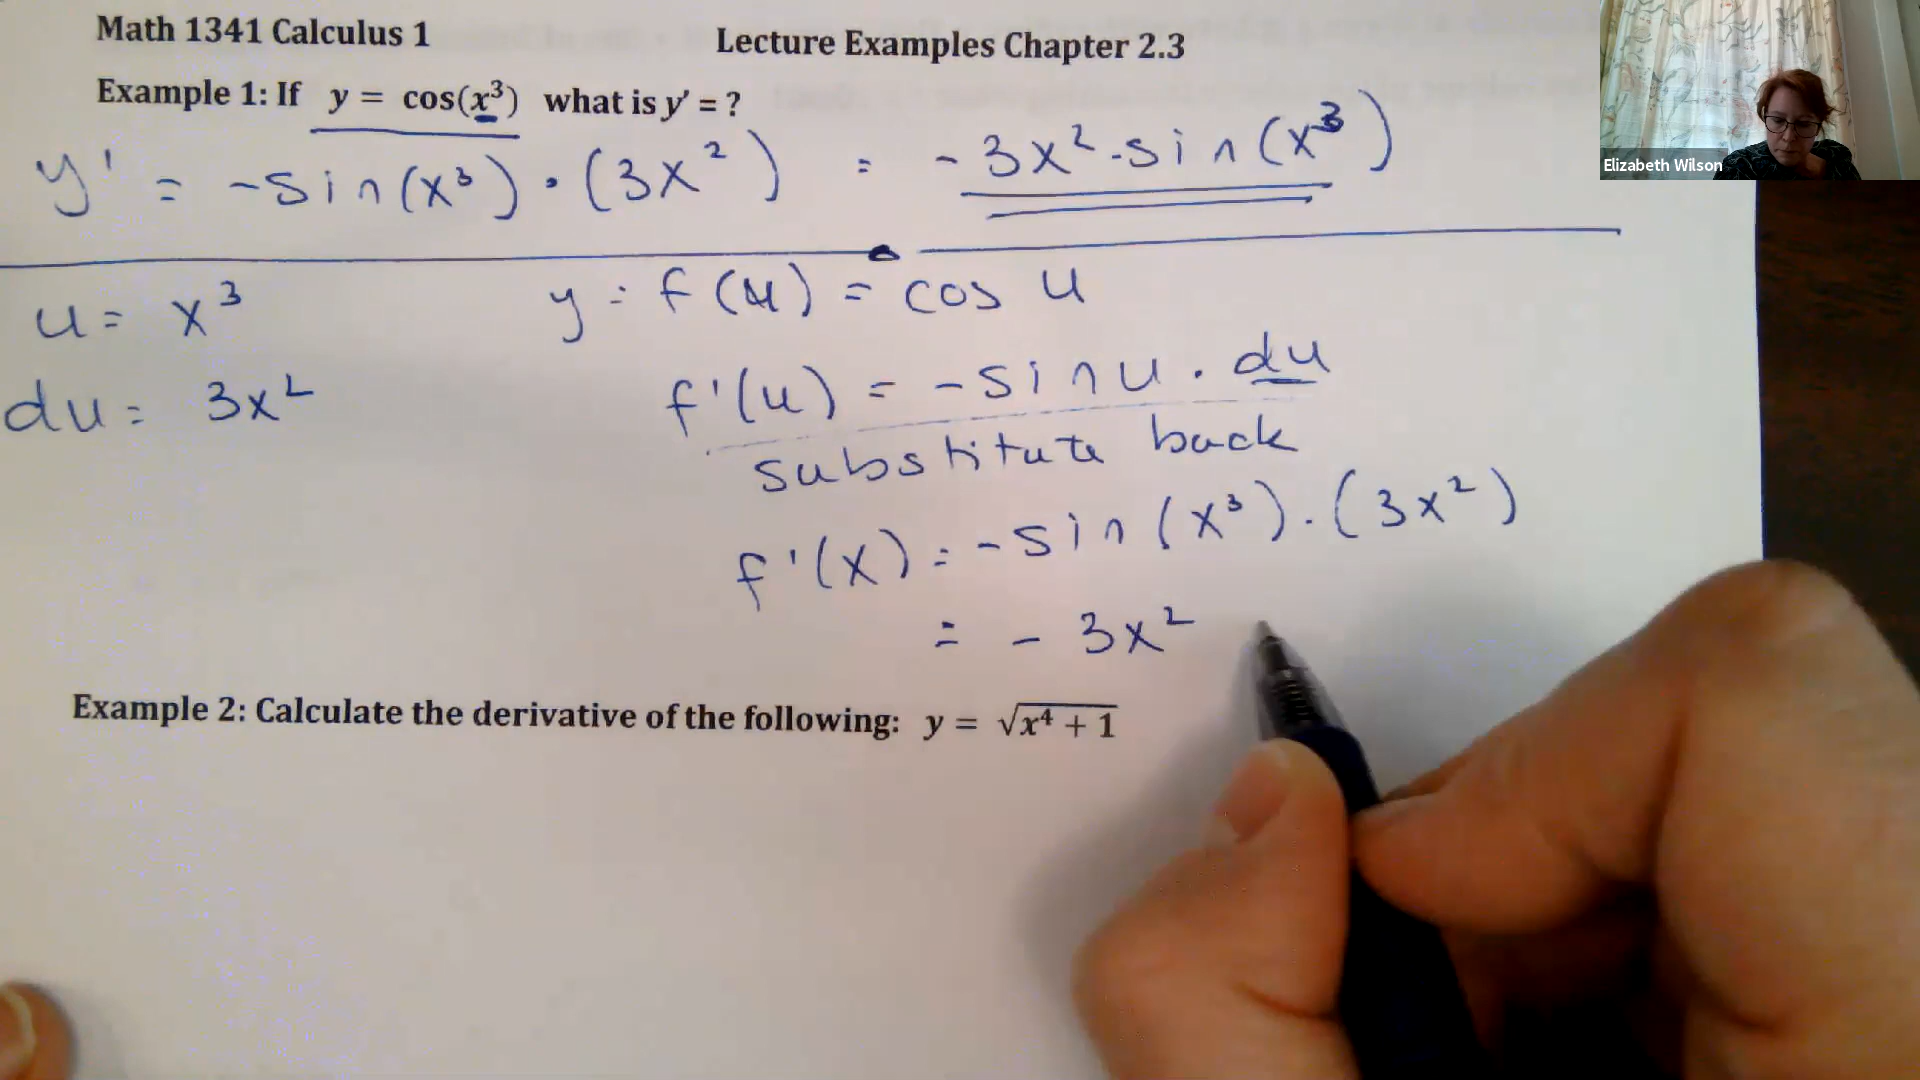 Math 1341 Calculus 1
Lecture Examples Chapter 2.3
Example 1: If y = cos(x³) what is y' = ?
y' = -sin(x³) · (3x²) = -3x² · sin(x³)
u = x³ y = f(u) = cos u
du = 3x² f'(u) = -sin u · du
substitute back
f'(x) = -sin(x³) · (3x²)
= - 3x²
Example 2: Calculate the derivative of the following: y = √(x⁴ + 1)
Elizabeth Wilson